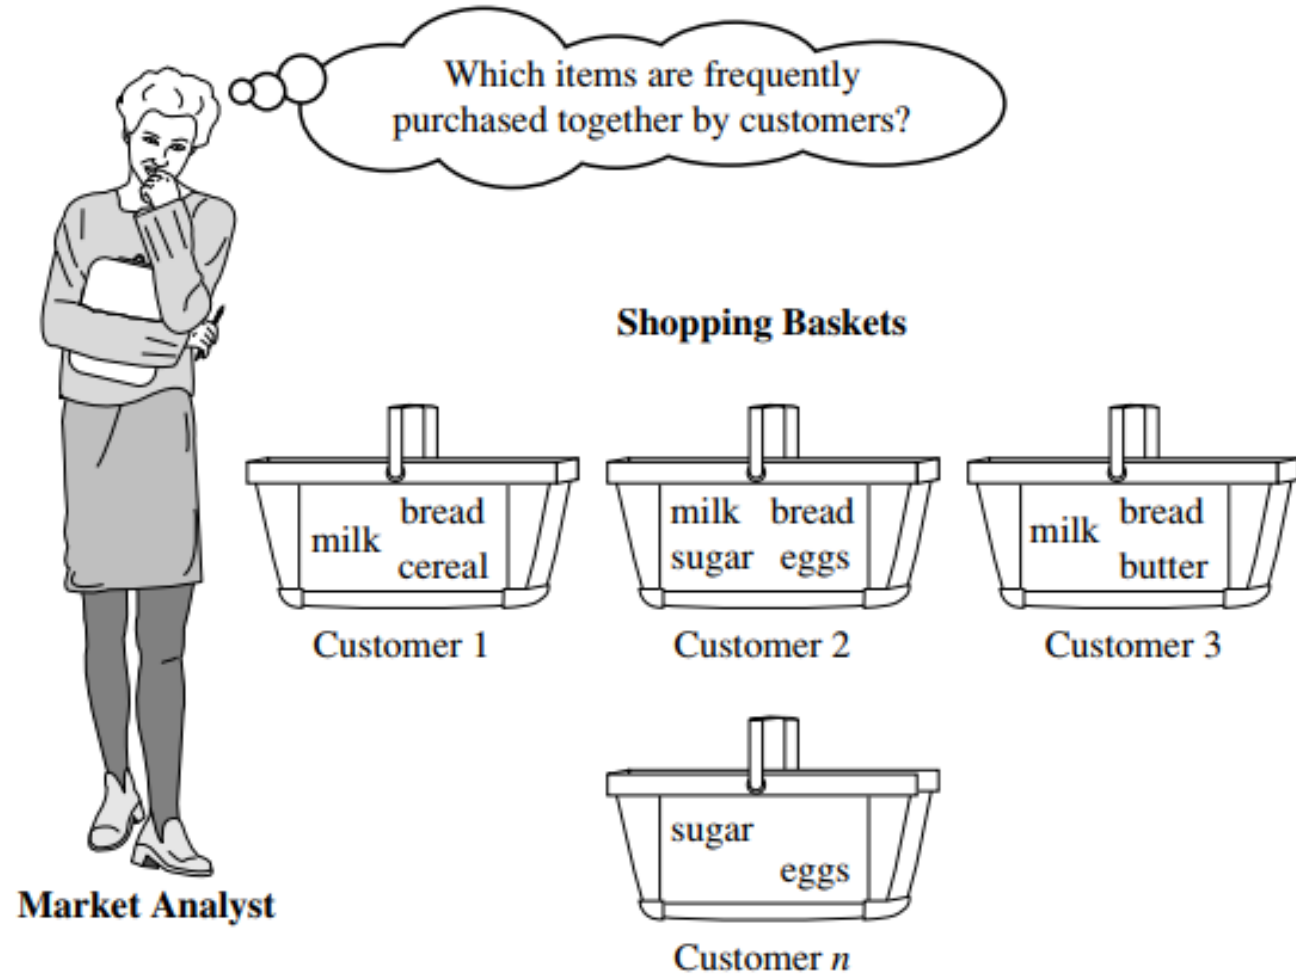 Which items are frequently
purchased together by customers?
Shopping Baskets
milk
bread
cereal
Customer 1
milk bread
sugar eggs
Customer 2
milk
bread
butter
Customer 3
sugar
eggs
Customer n
Market Analyst